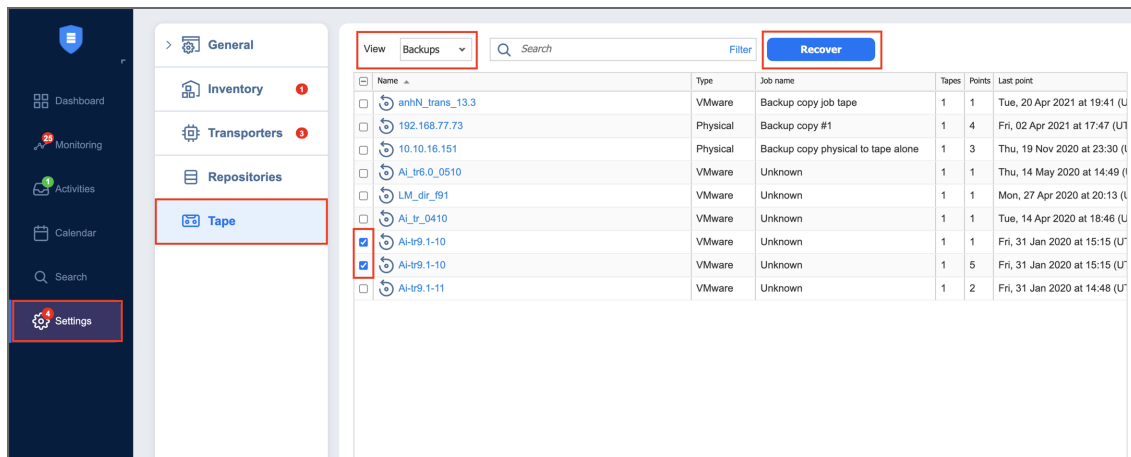 Dashboard
25
Monitoring
1
Activities
Calendar
Search
4
Settings
General
Inventory 1
Transporters 3
Repositories
Tape
View Backups Search Filter Recover
Name Type Job name Tapes Points Last point
anhN_trans_13.3 VMware Backup copy job tape 1 1 Tue, 20 Apr 2021 at 19:41 (U
192.168.77.73 Physical Backup copy #1 1 4 Fri, 02 Apr 2021 at 17:47 (UT
10.10.16.151 Physical Backup copy physical to tape alone 1 3 Thu, 19 Nov 2020 at 23:30 (U
Ai_tr6.0_0510 VMware Unknown 1 1 Thu, 14 May 2020 at 14:49 (
LM_dir_f91 VMware Unknown 1 1 Mon, 27 Apr 2020 at 20:13 (U
Ai_tr_0410 VMware Unknown 1 1 Tue, 14 Apr 2020 at 18:46 (U
Ai-tr9.1-10 VMware Unknown 1 1 Fri, 31 Jan 2020 at 15:15 (UT
Ai-tr9.1-10 VMware Unknown 1 5 Fri, 31 Jan 2020 at 15:15 (UT
Ai-tr9.1-11 VMware Unknown 1 2 Fri, 31 Jan 2020 at 14:48 (UT